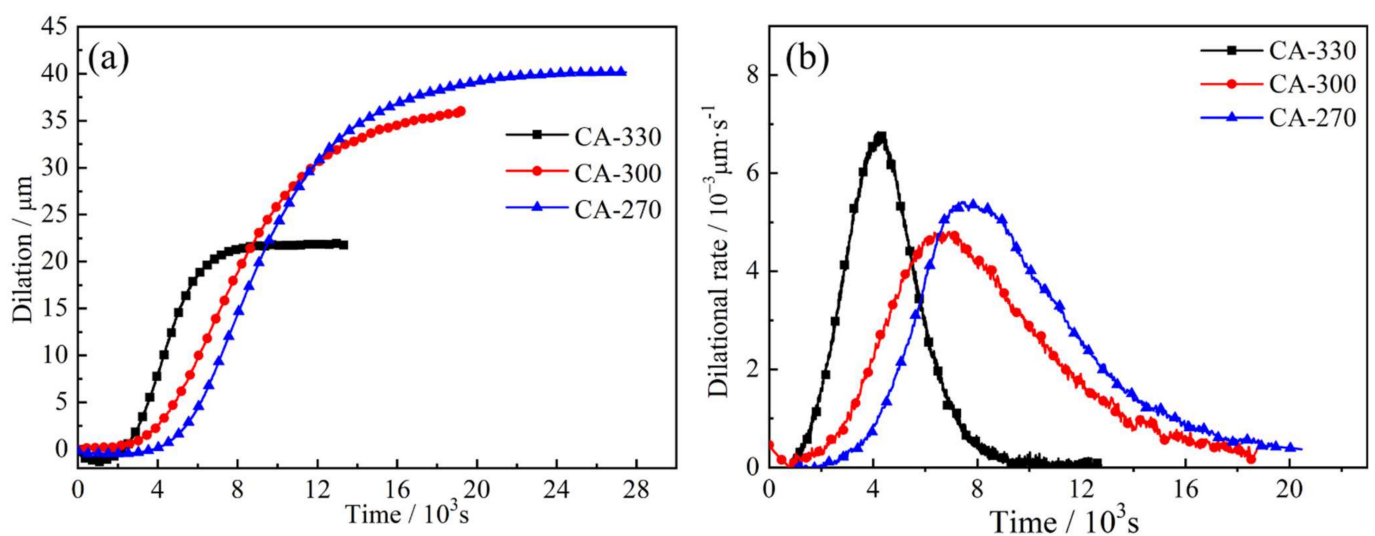 (a)
45
40
35
30
25
20
15
10
5
0
Dilation / μm
CA-330
CA-300
CA-270
0 4 8 12 16 20 24 28
Time / 10³s
(b)
8
6
4
2
0
Dilational rate / 10⁻³μm·s⁻¹
CA-330
CA-300
CA-270
0 4 8 12 16 20
Time / 10³s